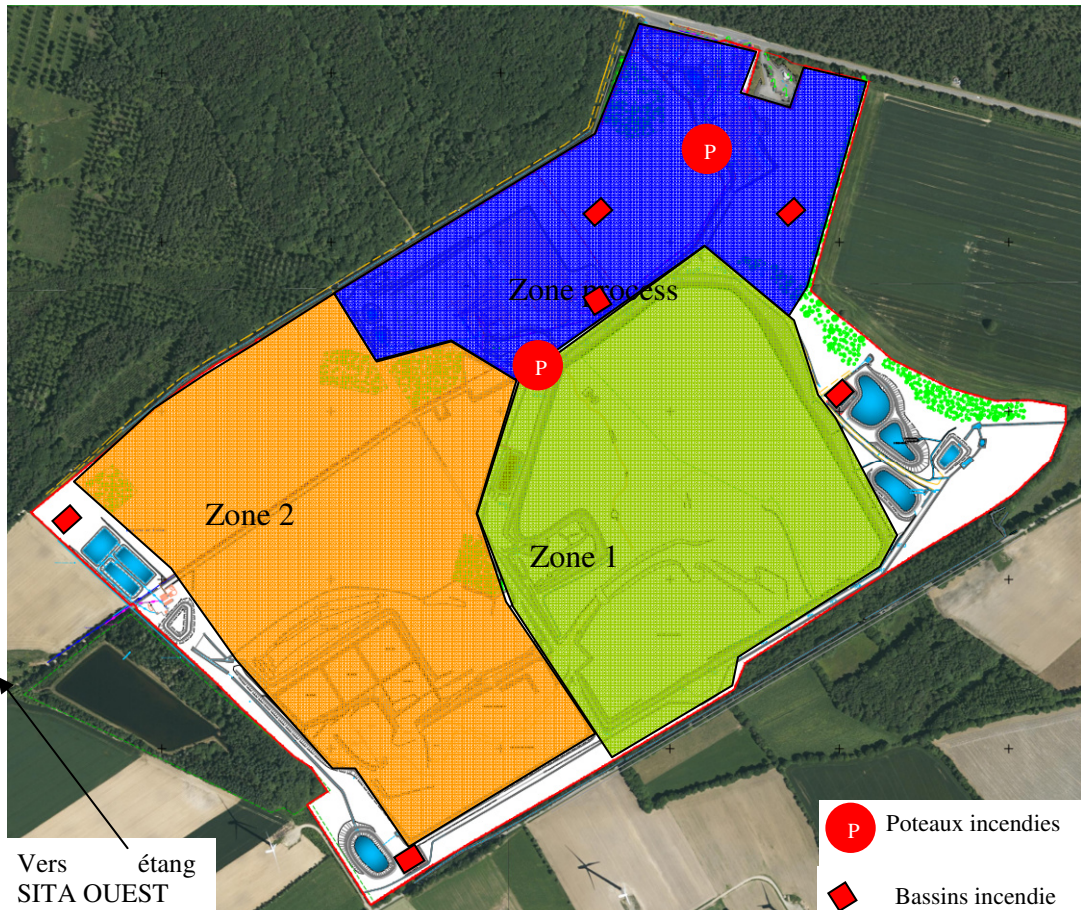 P
Zone process
P
Zone 2
Zone 1
P Poteaux incendies
Vers étang
SITA OUEST
Bassins incendie